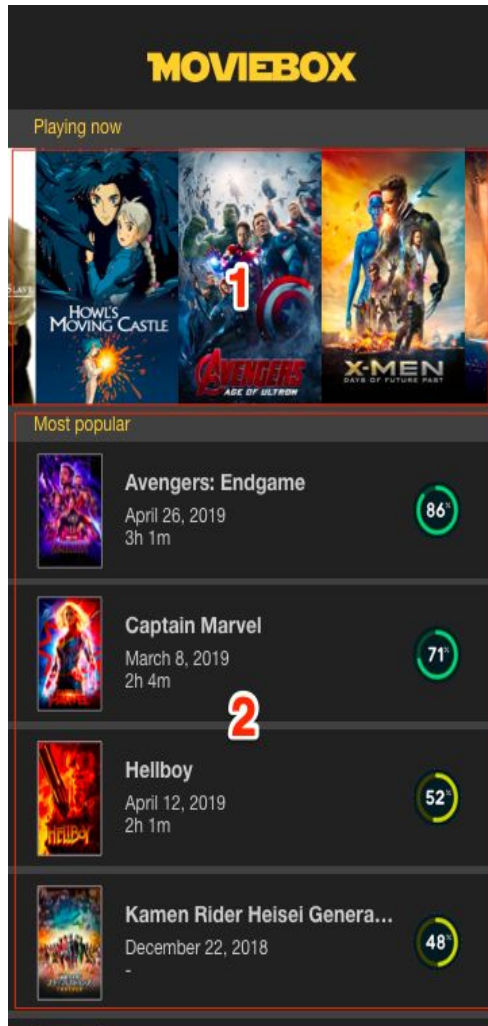 MOVIEBOX
Playing now
SLAVE
HOWL'S
MOVING CASTLE
1
AVENGERS
AGE OF ULTRON
X-MEN
DAYS OF FUTURE PAST
Most popular
Avengers: Endgame
April 26, 2019
3h 1m
86%
Captain Marvel
March 8, 2019
2h 4m
71%
2
HELLBOY
Hellboy
April 12, 2019
2h 1m
52%
Kamen Rider Heisei Genera...
December 22, 2018
-
48%